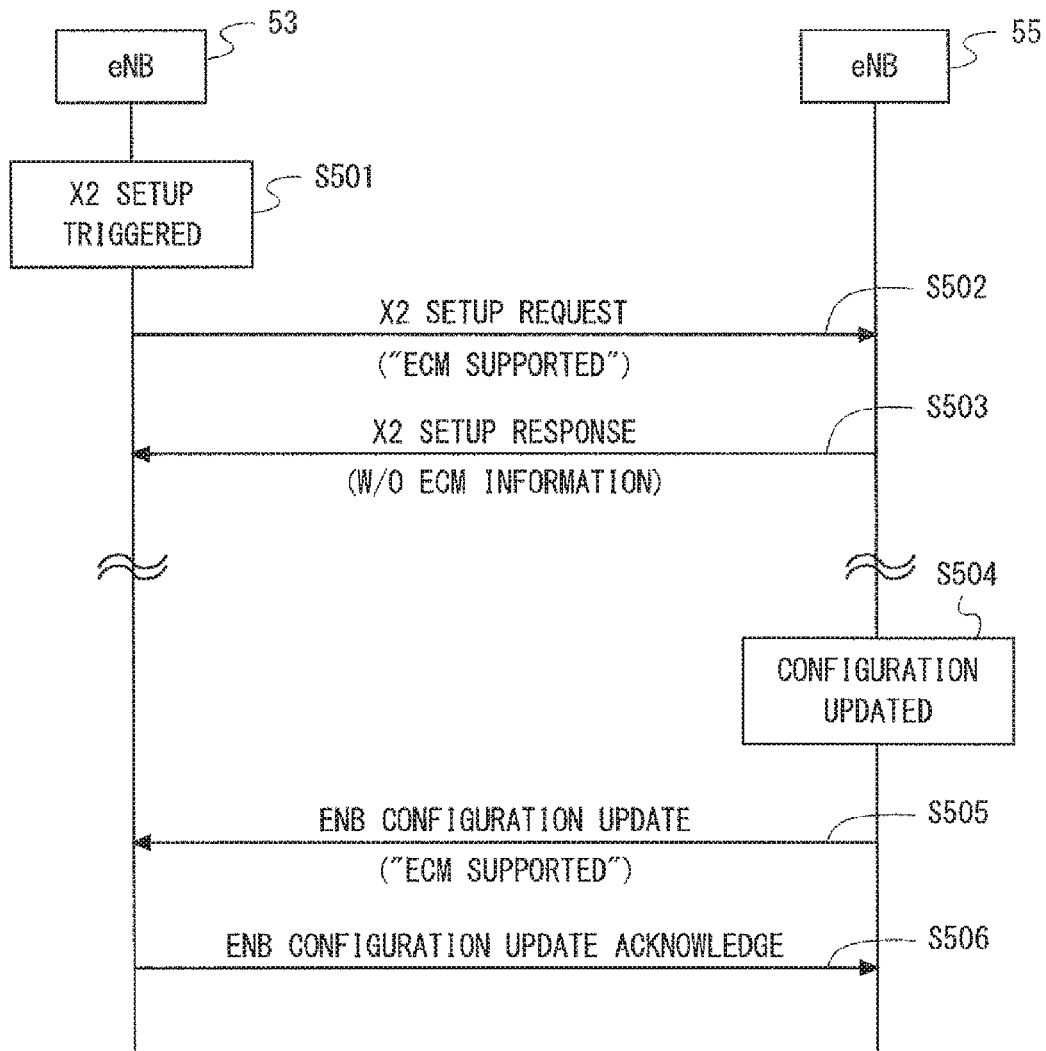 53
55
eNB
eNB
S501
X2 SETUP
TRIGGERED
S502
X2 SETUP REQUEST
("ECM SUPPORTED")
S503
X2 SETUP RESPONSE
(W/O ECM INFORMATION)
S504
CONFIGURATION
UPDATED
S505
ENB CONFIGURATION UPDATE
("ECM SUPPORTED")
S506
ENB CONFIGURATION UPDATE ACKNOWLEDGE